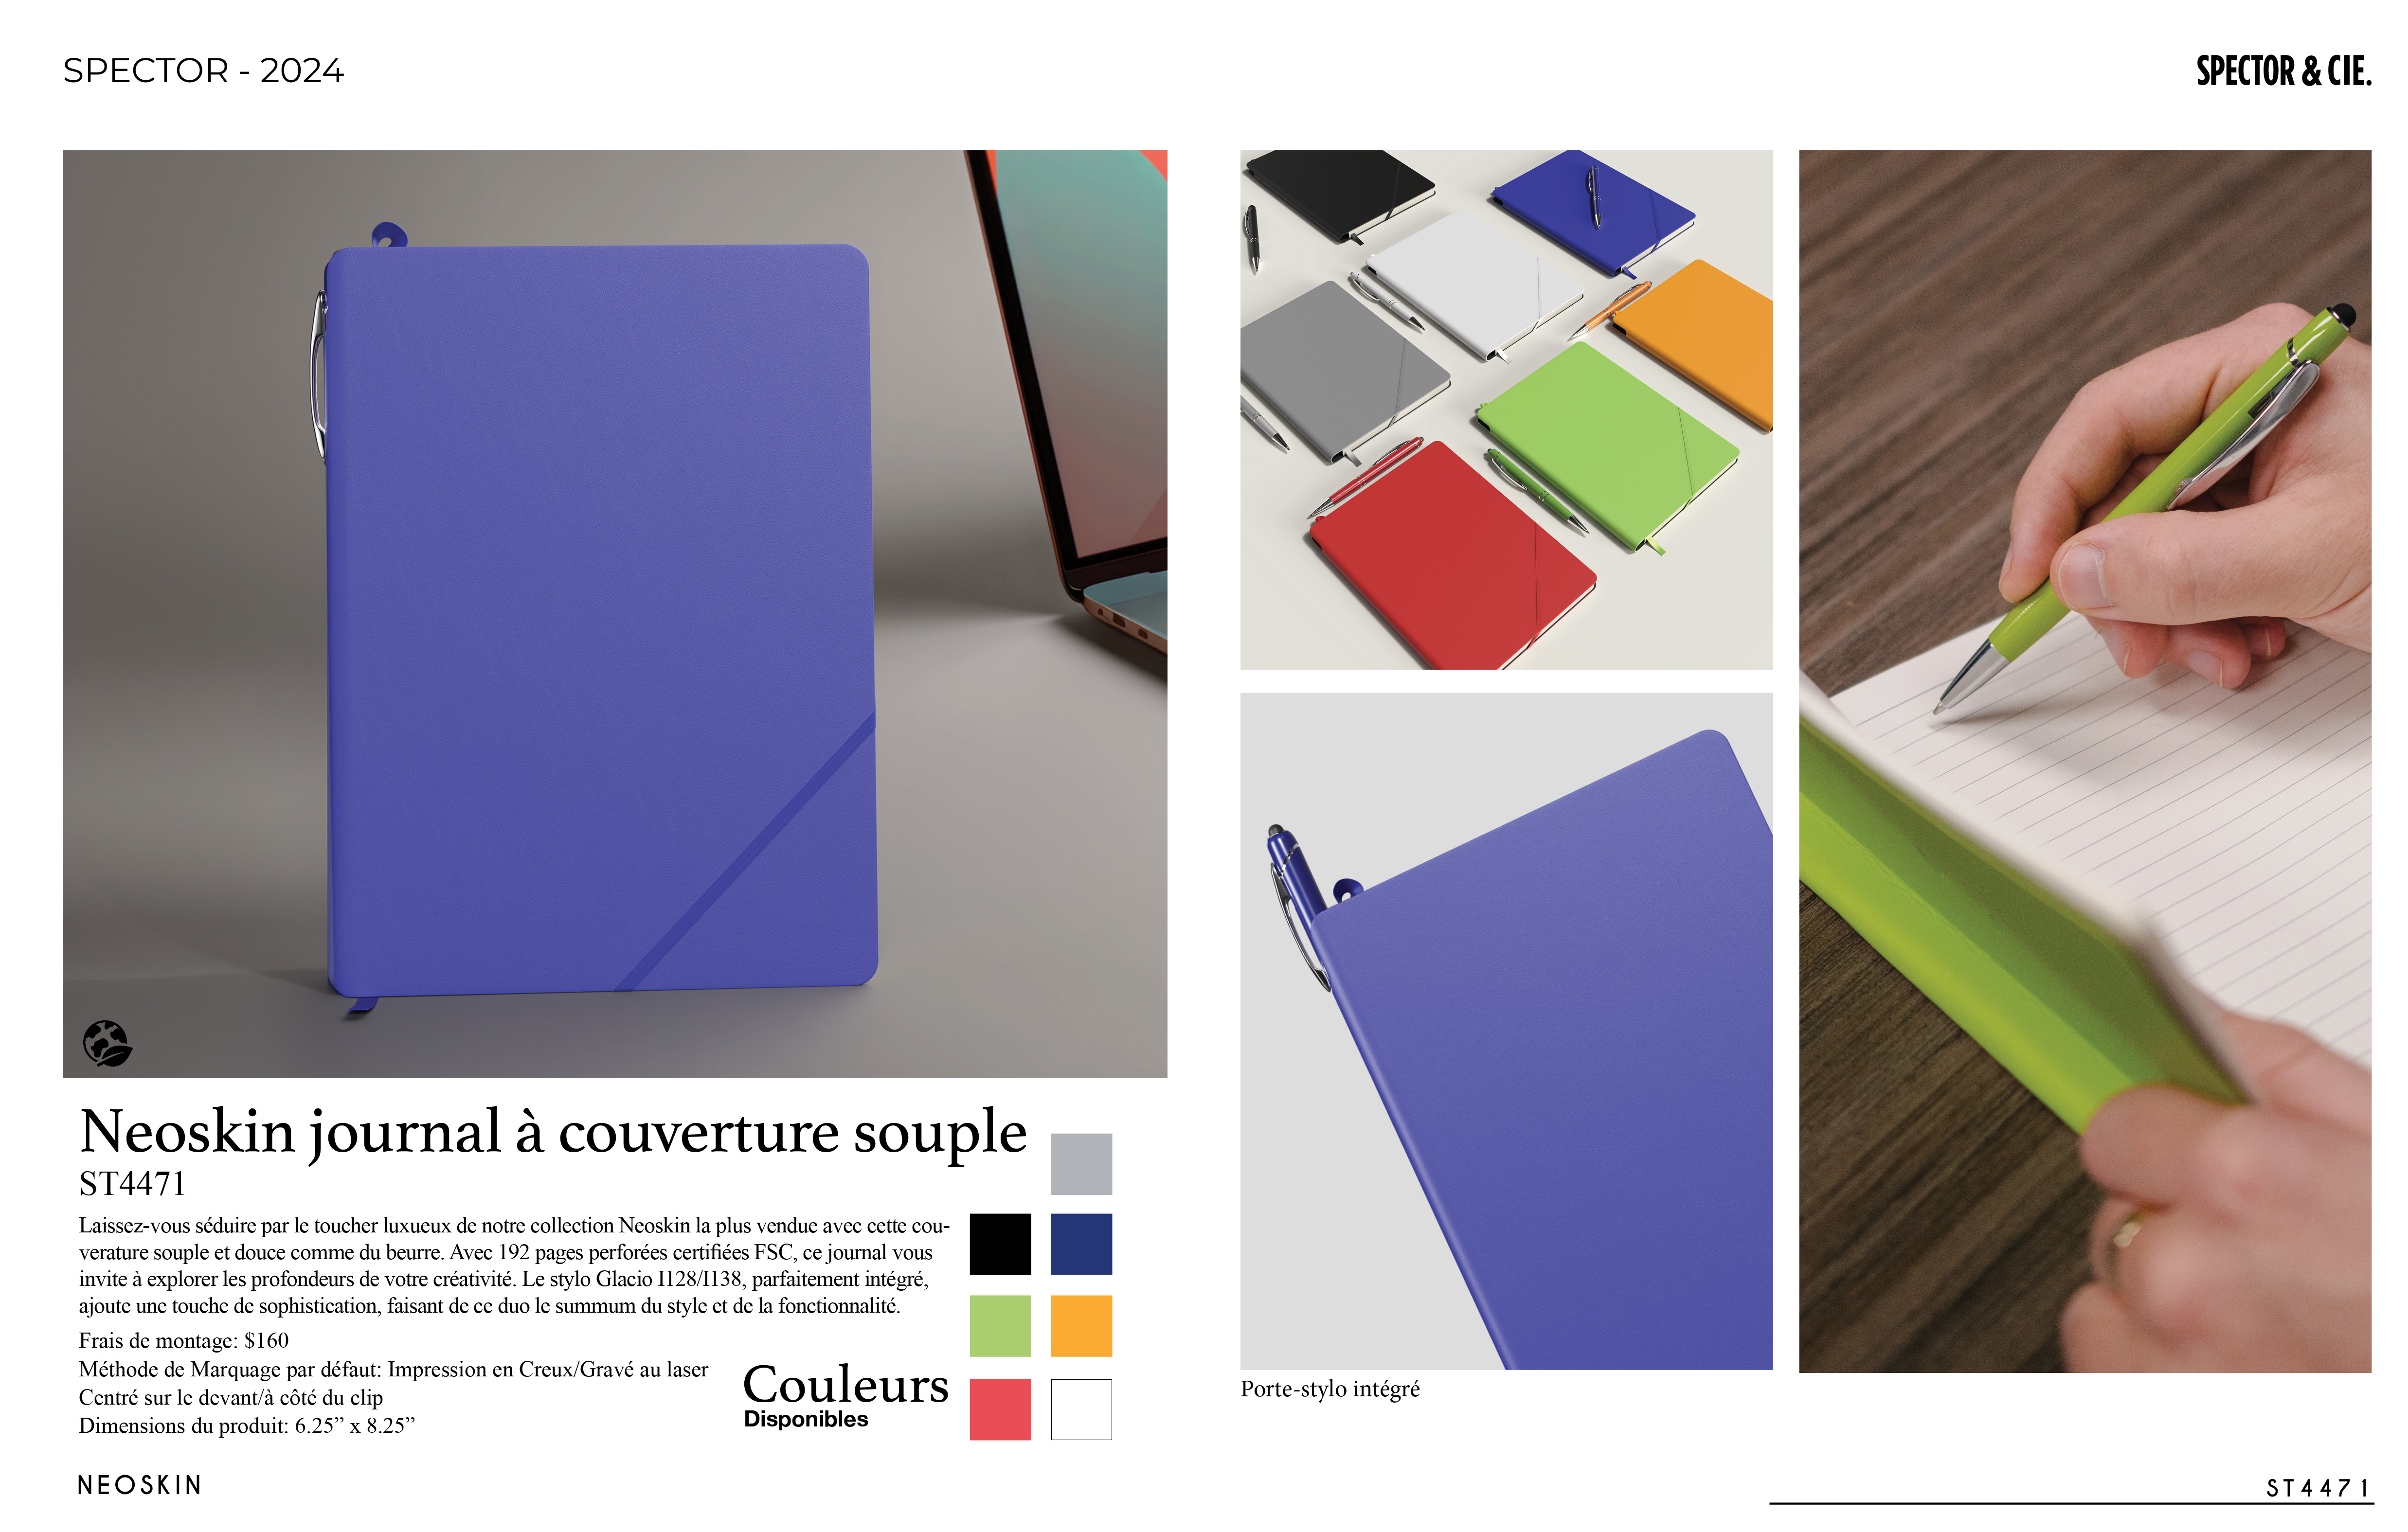 SPECTOR - 2024
SPECTOR & CIE.
Neoskin journal à couverture souple
ST4471
Laissez-vous séduire par le toucher luxueux de notre collection Neoskin la plus vendue avec cette cou-
verature souple et douce comme du beurre. Avec 192 pages perforées certifiées FSC, ce journal vous
invite à explorer les profondeurs de votre créativité. Le stylo Glacio I128/I138, parfaitement intégré,
ajoute une touche de sophistication, faisant de ce duo le summum du style et de la fonctionnalité.
Frais de montage: $160
Méthode de Marquage par défaut: Impression en Creux/Gravé au laser
Centré sur le devant/à côté du clip
Dimensions du produit: 6.25” x 8.25”
Couleurs
Disponibles
Porte-stylo intégré
NEOSKIN
ST4471